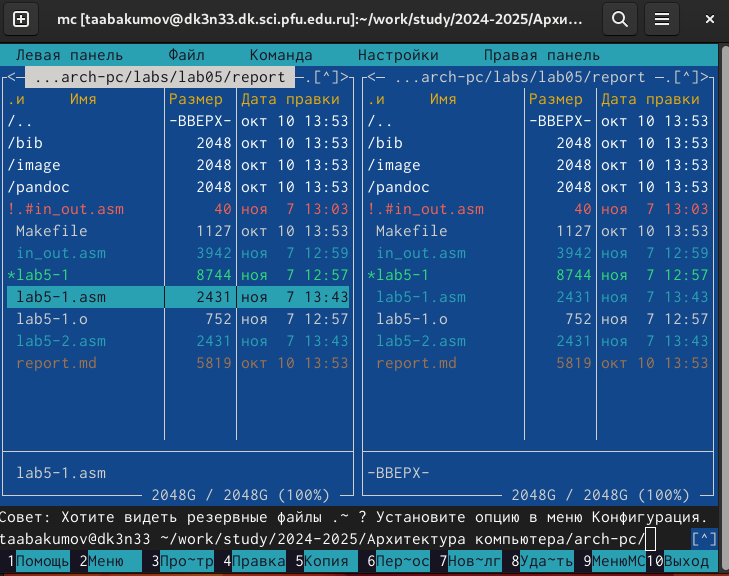 mc [taabakumov@dk3n33.dk.sci.pfu.edu.ru]:~/work/study/2024-2025/Архи...
Левая панель Файл Команда Настройки Правая панель
<— ...arch-pc/labs/lab05/report —.[^]> <— ...arch-pc/labs/lab05/report —.[^]>
.и Имя Размер Дата правки .и Имя Размер Дата правки
/.. -ВВЕРХ- окт 10 13:53 /.. -ВВЕРХ- окт 10 13:53
/bib 2048 окт 10 13:53 /bib 2048 окт 10 13:53
/image 2048 окт 10 13:53 /image 2048 окт 10 13:53
/pandoc 2048 окт 10 13:53 /pandoc 2048 окт 10 13:53
!.#in_out.asm 40 ноя 7 13:03 !.#in_out.asm 40 ноя 7 13:03
Makefile 1127 окт 10 13:53 Makefile 1127 окт 10 13:53
in_out.asm 3942 ноя 7 12:59 in_out.asm 3942 ноя 7 12:59
*lab5-1 8744 ноя 7 12:57 *lab5-1 8744 ноя 7 12:57
lab5-1.asm 2431 ноя 7 13:43 lab5-1.asm 2431 ноя 7 13:43
lab5-1.o 752 ноя 7 12:57 lab5-1.o 752 ноя 7 12:57
lab5-2.asm 2431 ноя 7 13:43 lab5-2.asm 2431 ноя 7 13:43
report.md 5819 окт 10 13:53 report.md 5819 окт 10 13:53
lab5-1.asm -ВВЕРХ-
2048G / 2048G (100%) 2048G / 2048G (100%)
Совет: Хотите видеть резервные файлы .~ ? Установите опцию в меню Конфигурация.
taabakumov@dk3n33 ~/work/study/2024-2025/Архитектура компьютера/arch-pc/ [^]
1Помощь 2Меню 3Про~тр 4Правка 5Копия 6Пер~ос 7Нов~лг 8Уда~ть 9МенюМС 10Выход